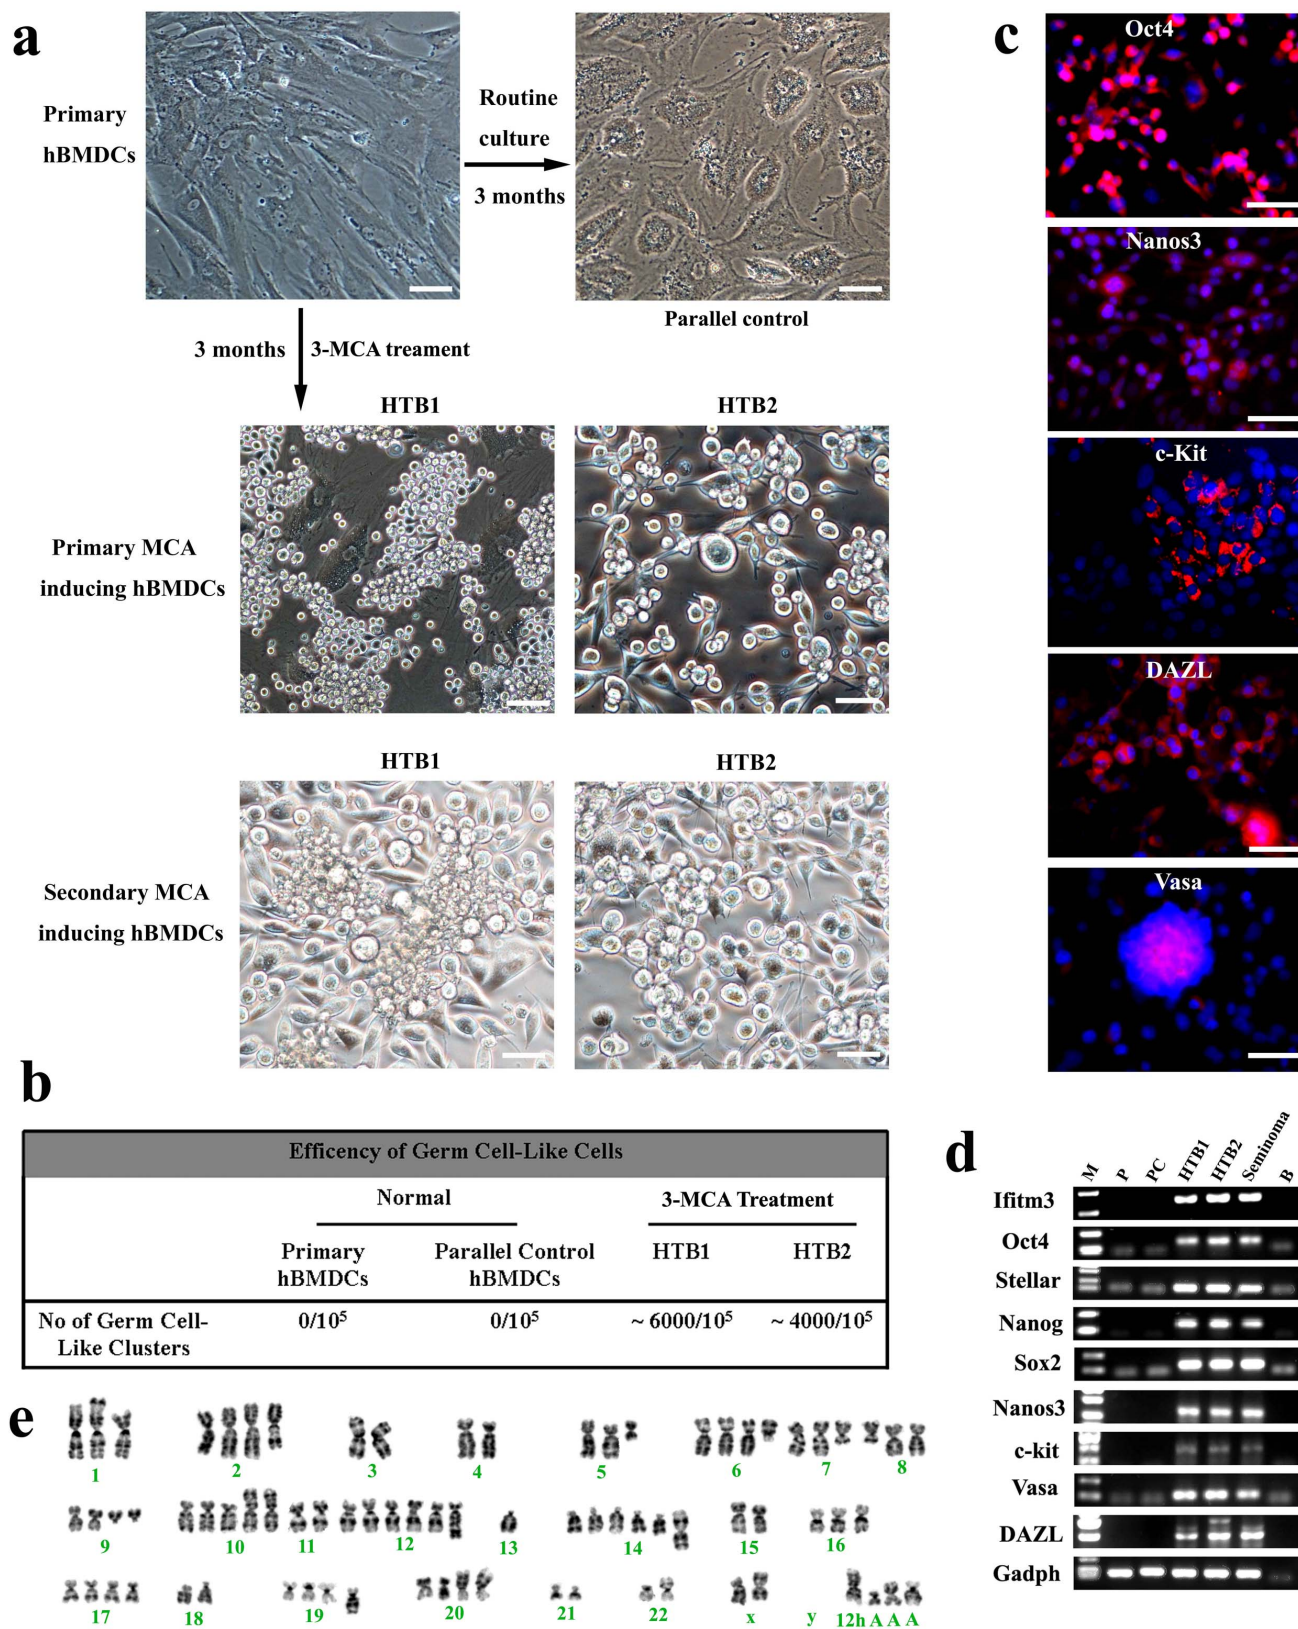 a
Primary
hBMDCs
Routine
culture
3 months
Parallel control
3 months
3-MCA treament
HTB1
HTB2
Primary MCA
inducing hBMDCs
HTB1
HTB2
Secondary MCA
inducing hBMDCs
b
Efficency of Germ Cell-Like Cells
Normal
3-MCA Treatment
Primary
hBMDCs
Parallel Control
hBMDCs
HTB1
HTB2
No of Germ Cell-
Like Clusters
0/10⁵
0/10⁵
~ 6000/10⁵
~ 4000/10⁵
c
Oct4
Nanos3
c-Kit
DAZL
Vasa
d
M P PC HTB1 HTB2 Seminoma B
Ifitm3
Oct4
Stellar
Nanog
Sox2
Nanos3
c-kit
Vasa
DAZL
Gadph
e
1 2 3 4 5 6 7 8
9 10 11 12 13 14 15 16
17 18 19 20 21 22 x y 12h A A A